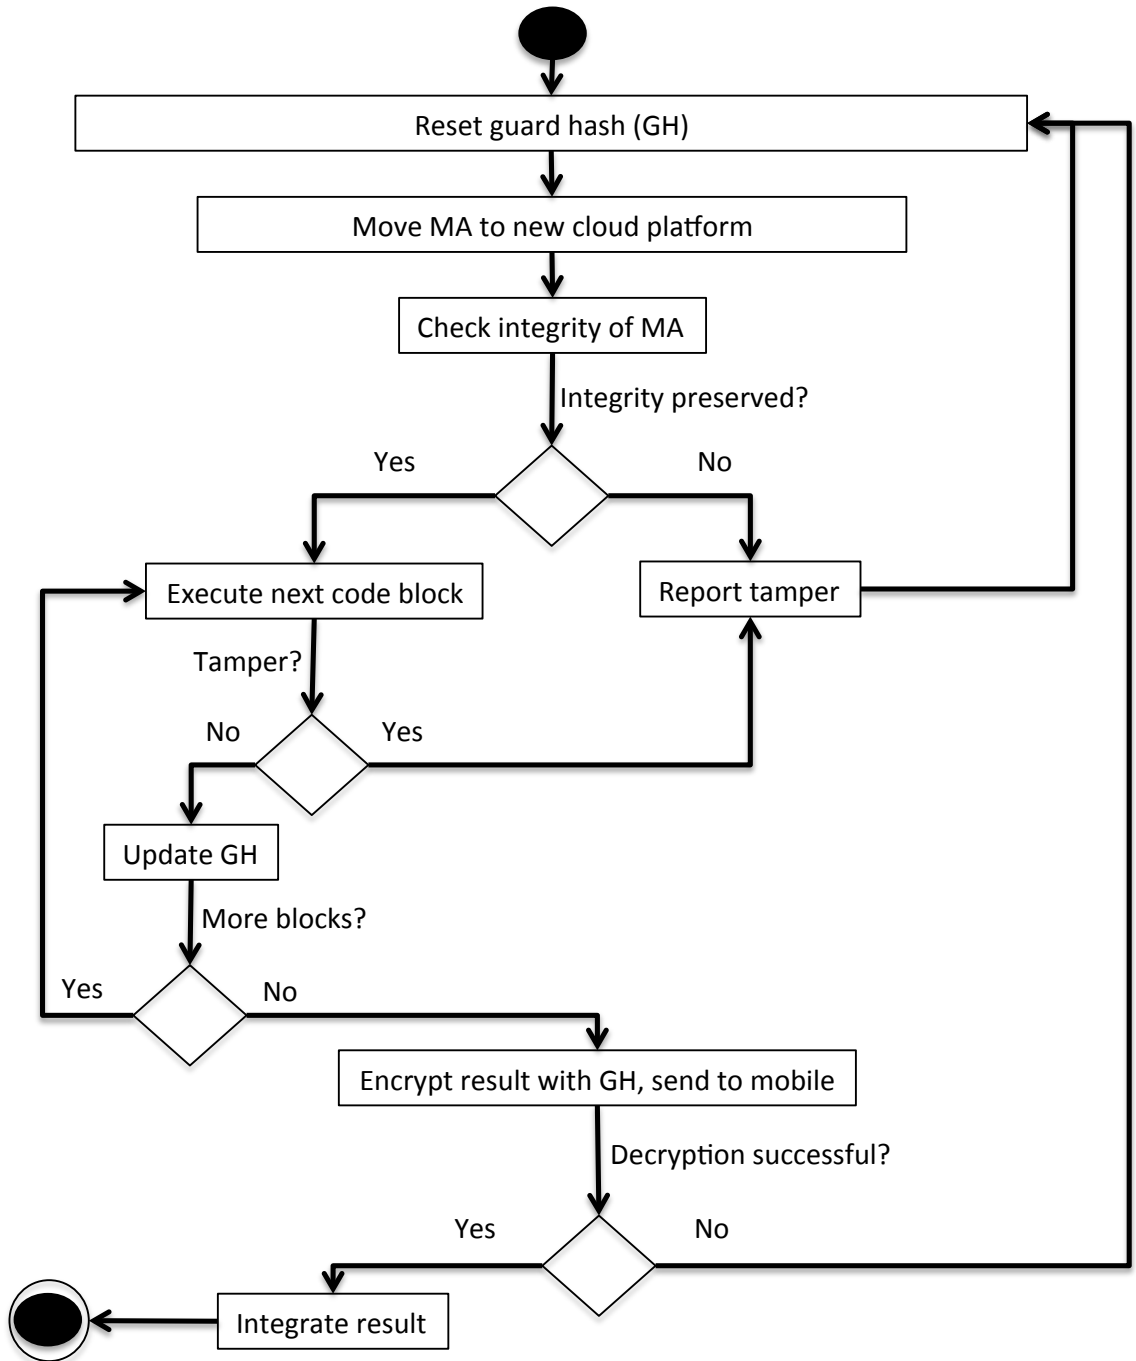 Reset guard hash (GH)
Move MA to new cloud platform
Check integrity of MA
Integrity preserved?
Yes
No
Execute next code block
Report tamper
Tamper?
No
Yes
Update GH
More blocks?
Yes
No
Encrypt result with GH, send to mobile
Decryption successful?
Yes
No
Integrate result